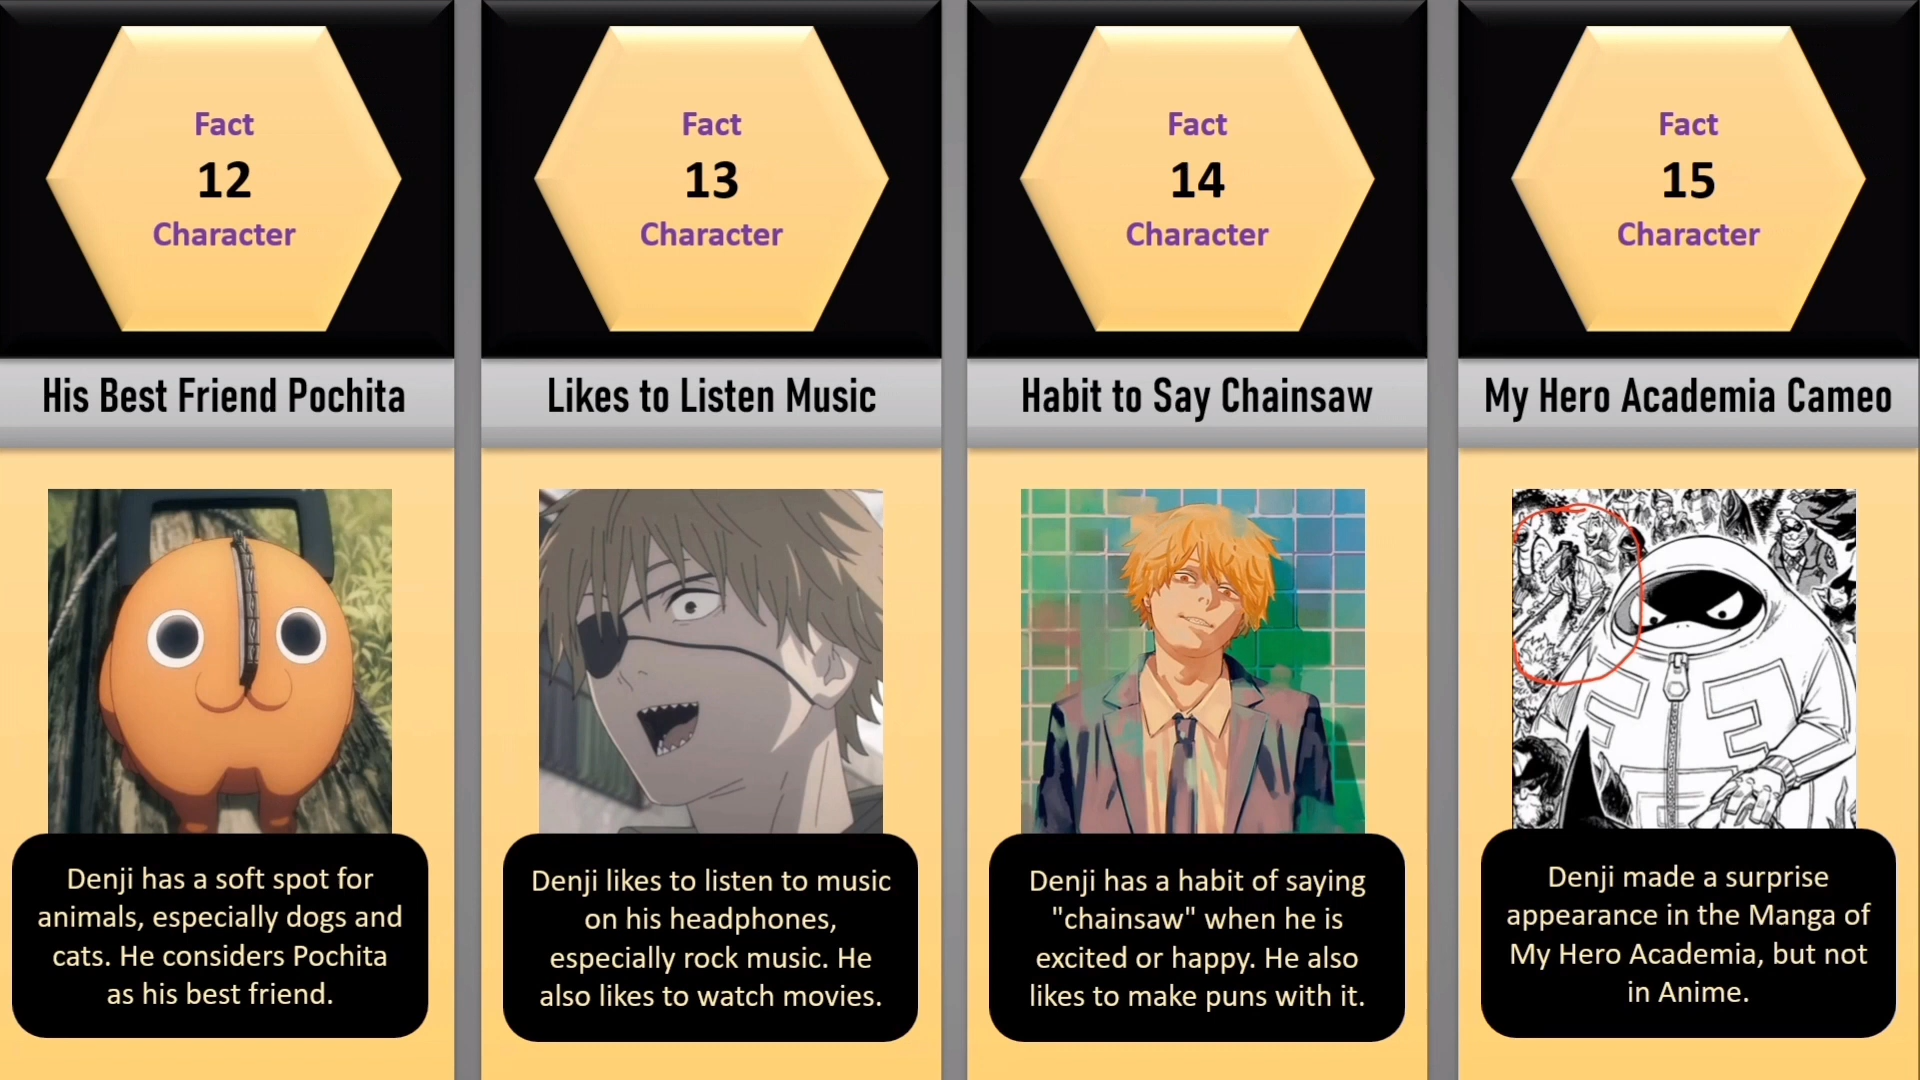 Fact
12
Character
His Best Friend Pochita
Denji has a soft spot for
animals, especially dogs and
cats. He considers Pochita
as his best friend.
Fact
13
Character
Likes to Listen Music
Denji likes to listen to music
on his headphones,
especially rock music. He
also likes to watch movies.
Fact
14
Character
Habit to Say Chainsaw
Denji has a habit of saying
"chainsaw" when he is
excited or happy. He also
likes to make puns with it.
Fact
15
Character
My Hero Academia Cameo
Denji made a surprise
appearance in the Manga of
My Hero Academia, but not
in Anime.